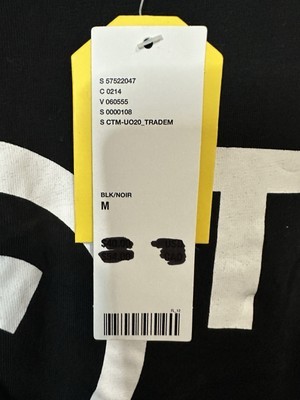 S 57522047
C 0214
V 060555
S 0000108
S CTM-UO20_TRADEM
BLK/NOIR
M